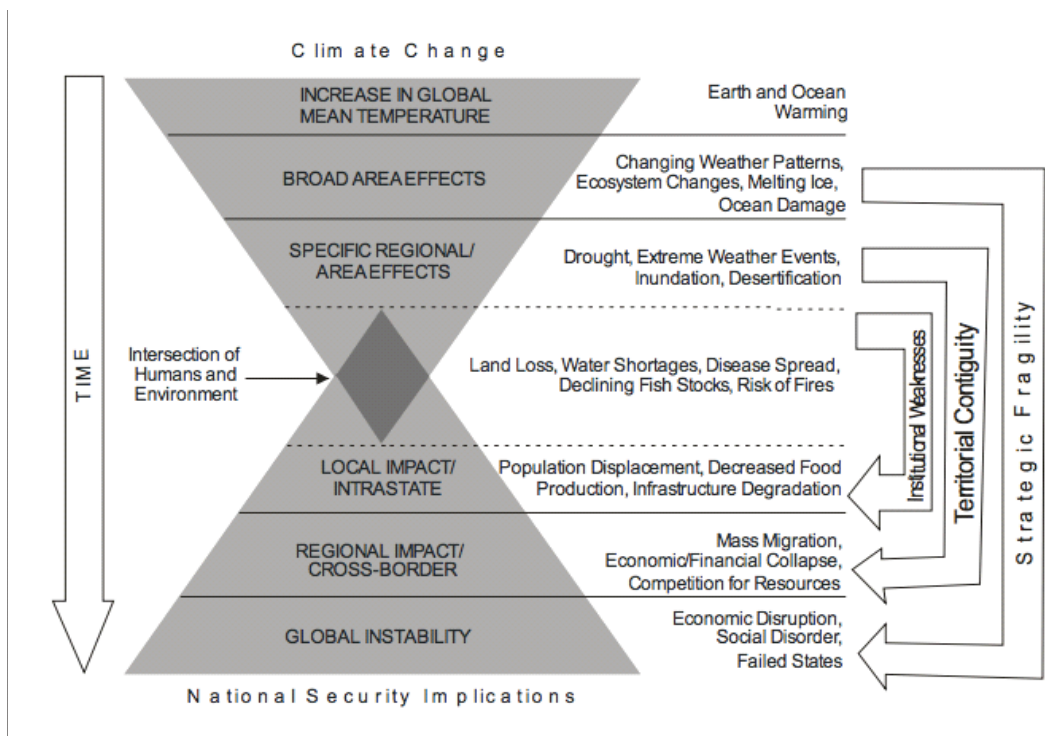 Climate Change
INCREASE IN GLOBAL
MEAN TEMPERATURE
Earth and Ocean
Warming
BROAD AREA EFFECTS
Changing Weather Patterns,
Ecosystem Changes, Melting Ice,
Ocean Damage
SPECIFIC REGIONAL/
AREA EFFECTS
Drought, Extreme Weather Events,
Inundation, Desertification
TIME
Intersection of
Humans and
Environment
Land Loss, Water Shortages, Disease Spread,
Declining Fish Stocks, Risk of Fires
Institutional Weaknesses
Territorial Contiguity
Strategic Fragility
LOCAL IMPACT/
INTRASTATE
Population Displacement, Decreased Food
Production, Infrastructure Degradation
REGIONAL IMPACT/
CROSS-BORDER
Mass Migration,
Economic/Financial Collapse,
Competition for Resources
GLOBAL INSTABILITY
Economic Disruption,
Social Disorder,
Failed States
National Security Implications